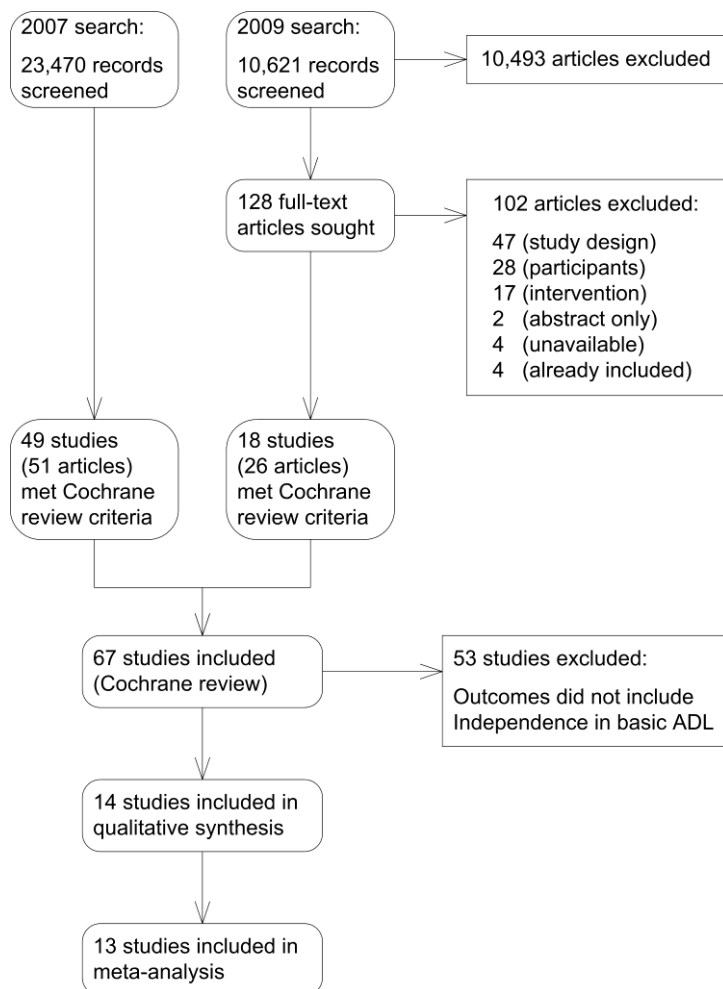 2007 search:
23,470 records
screened
2009 search:
10,621 records
screened
10,493 articles excluded
128 full-text
articles sought
102 articles excluded:
47 (study design)
28 (participants)
17 (intervention)
2 (abstract only)
4 (unavailable)
4 (already included)
49 studies
(51 articles)
met Cochrane
review criteria
18 studies
(26 articles)
met Cochrane
review criteria
67 studies included
(Cochrane review)
53 studies excluded:
Outcomes did not include
Independence in basic ADL
14 studies included in
qualitative synthesis
13 studies included in
meta-analysis